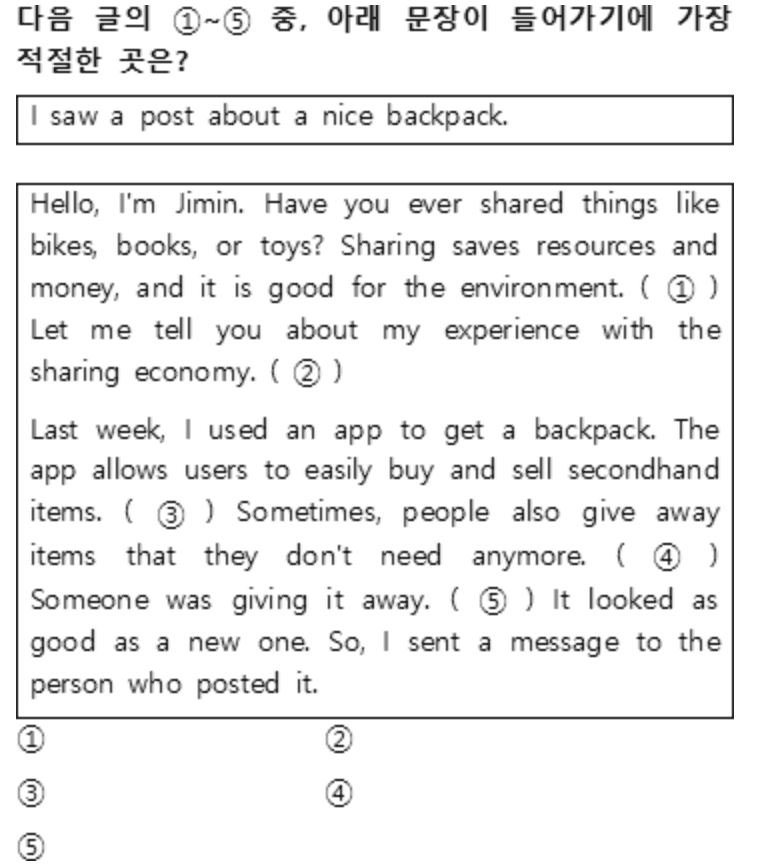 다음 글의 ①~⑤ 중, 아래 문장이 들어가기에 가장
적절한 곳은?
I saw a post about a nice backpack.
Hello, I'm Jimin. Have you ever shared things like
bikes, books, or toys? Sharing saves resources and
money, and it is good for the environment. ( ① )
Let me tell you about my experience with the
sharing economy. ( ② )
Last week, I used an app to get a backpack. The
app allows users to easily buy and sell secondhand
items. ( ③ ) Sometimes, people also give away
items that they don't need anymore. ( ④ )
Someone was giving it away. ( ⑤ ) It looked as
good as a new one. So, I sent a message to the
person who posted it.
① ②
③ ④
⑤